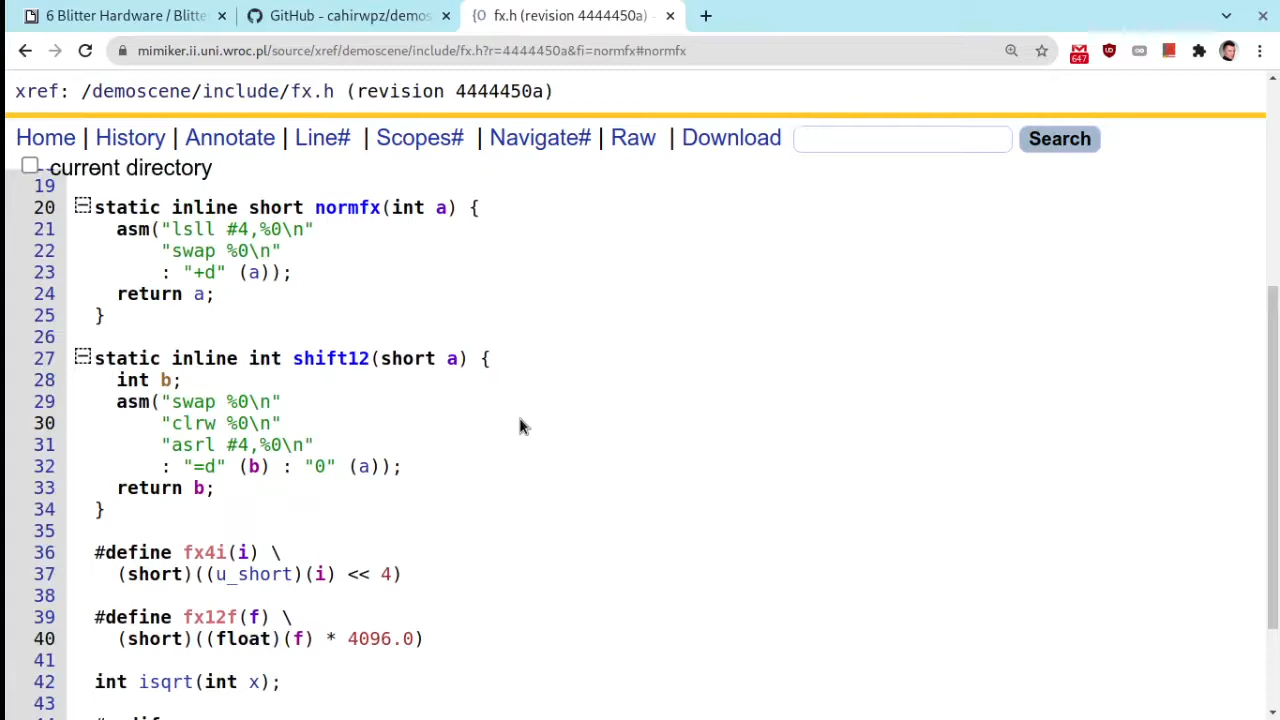 6 Blitter Hardware / Blitte
GitHub - cahirwpz/demos
fx.h (revision 4444450a) -
mimiker.ii.uni.wroc.pl/source/xref/demoscene/include/fx.h?r=4444450a&fi=normfx#normfx
647
xref: /demoscene/include/fx.h (revision 4444450a)
Home | History | Annotate | Line# | Scopes# | Navigate# | Raw | Download Search
current directory
19
20 static inline short normfx(int a) {
21 asm("lsll #4,%0\n"
22 "swap %0\n"
23 : "+d" (a));
24 return a;
25 }
26
27 static inline int shift12(short a) {
28 int b;
29 asm("swap %0\n"
30 "clrw %0\n"
31 "asrl #4,%0\n"
32 : "=d" (b) : "0" (a));
33 return b;
34 }
35
36 #define fx4i(i) \
37 (short)((u_short)(i) << 4)
38
39 #define fx12f(f) \
40 (short)((float)(f) * 4096.0)
41
42 int isqrt(int x);
43